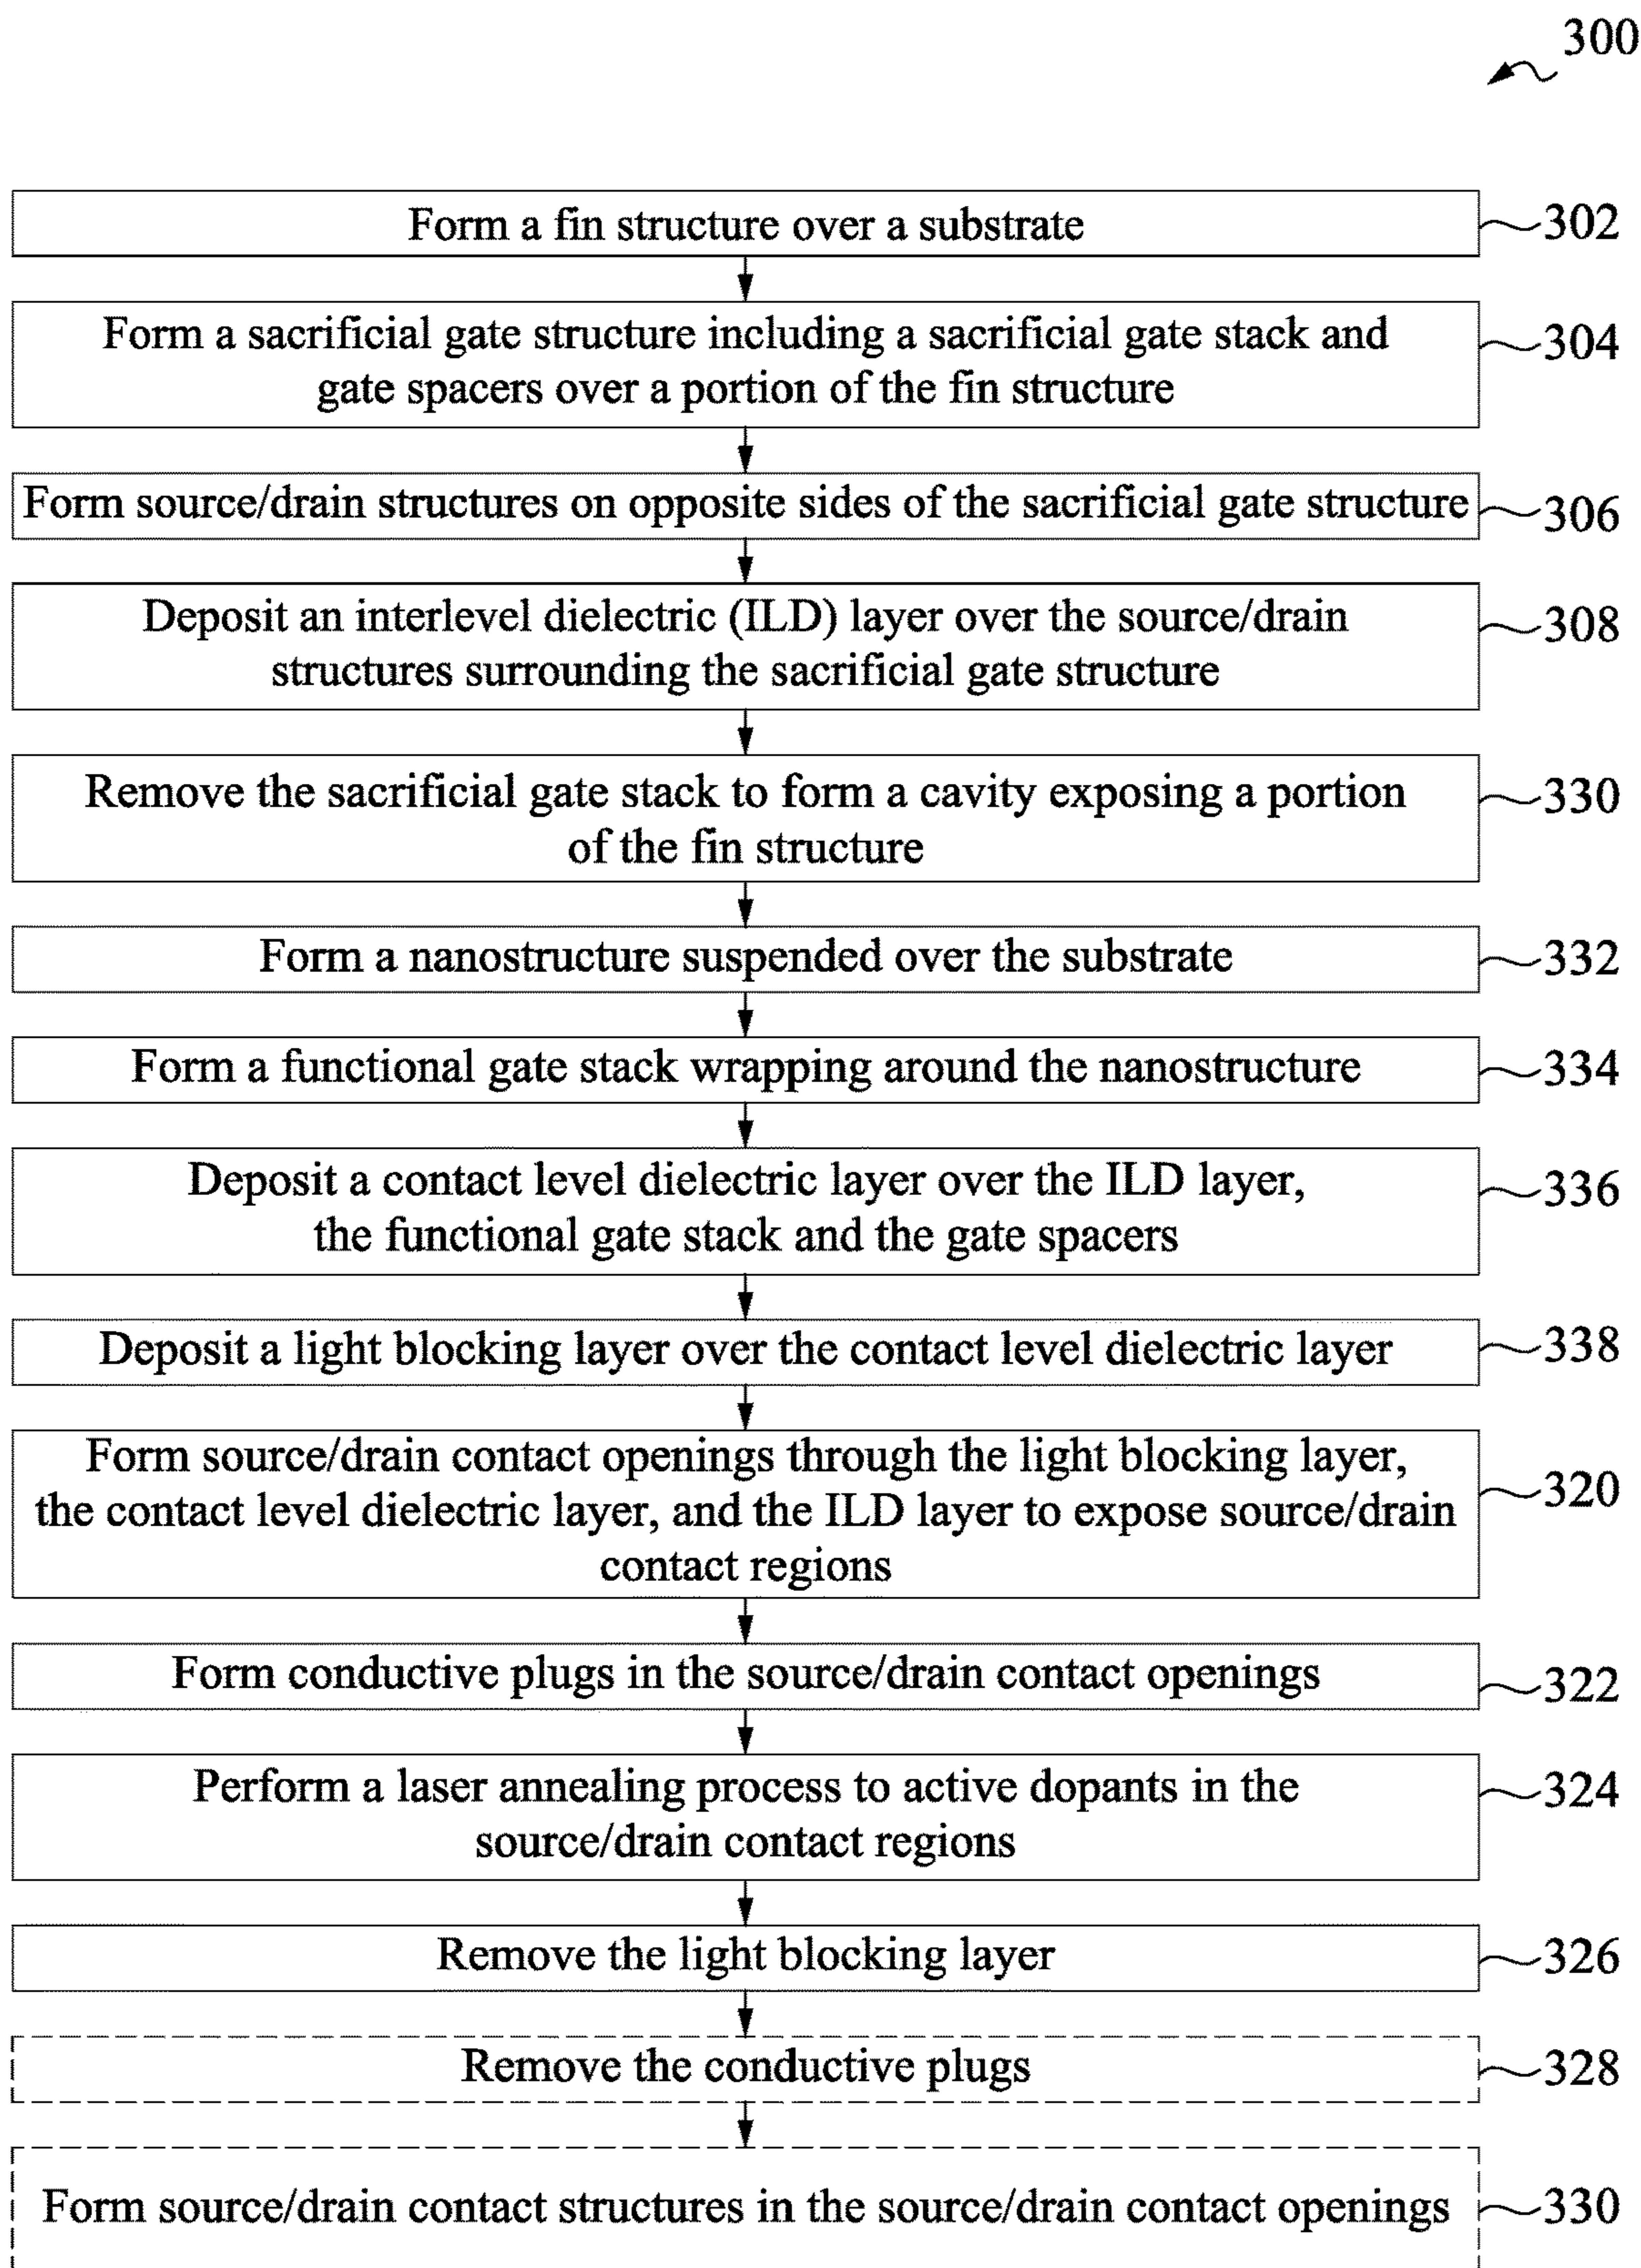 300
Form a fin structure over a substrate
302
Form a sacrificial gate structure including a sacrificial gate stack and
gate spacers over a portion of the fin structure
304
Form source/drain structures on opposite sides of the sacrificial gate structure
306
Deposit an interlevel dielectric (ILD) layer over the source/drain
structures surrounding the sacrificial gate structure
308
Remove the sacrificial gate stack to form a cavity exposing a portion
of the fin structure
330
Form a nanostructure suspended over the substrate
332
Form a functional gate stack wrapping around the nanostructure
334
Deposit a contact level dielectric layer over the ILD layer,
the functional gate stack and the gate spacers
336
Deposit a light blocking layer over the contact level dielectric layer
338
Form source/drain contact openings through the light blocking layer,
the contact level dielectric layer, and the ILD layer to expose source/drain
contact regions
320
Form conductive plugs in the source/drain contact openings
322
Perform a laser annealing process to active dopants in the
source/drain contact regions
324
Remove the light blocking layer
326
Remove the conductive plugs
328
Form source/drain contact structures in the source/drain contact openings
330